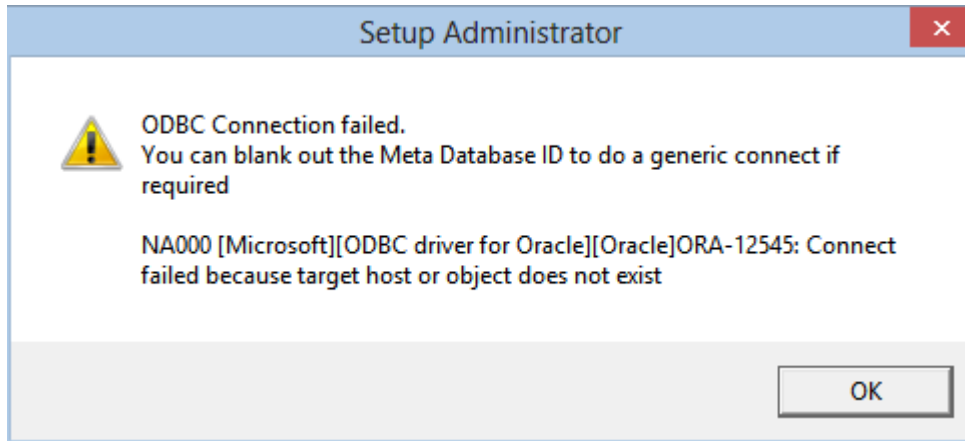 Setup Administrator
ODBC Connection failed.
You can blank out the Meta Database ID to do a generic connect if
required
NA000 [Microsoft][ODBC driver for Oracle][Oracle]ORA-12545: Connect
failed because target host or object does not exist
OK